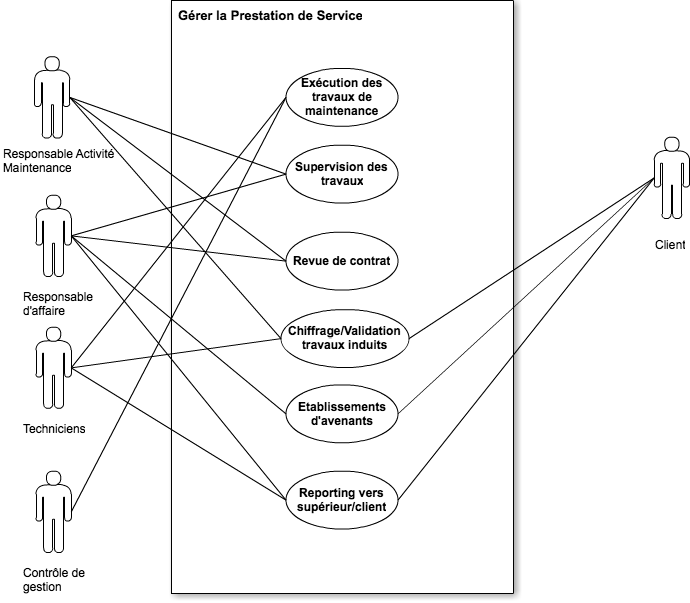 Gérer la Prestation de Service
Responsable Activité
Maintenance
Responsable
d'affaire
Techniciens
Contrôle de
gestion
Exécution des
travaux de
maintenance
Supervision des
travaux
Revue de contrat
Chiffrage/Validation
travaux induits
Etablissements
d'avenants
Reporting vers
supérieur/client
Client